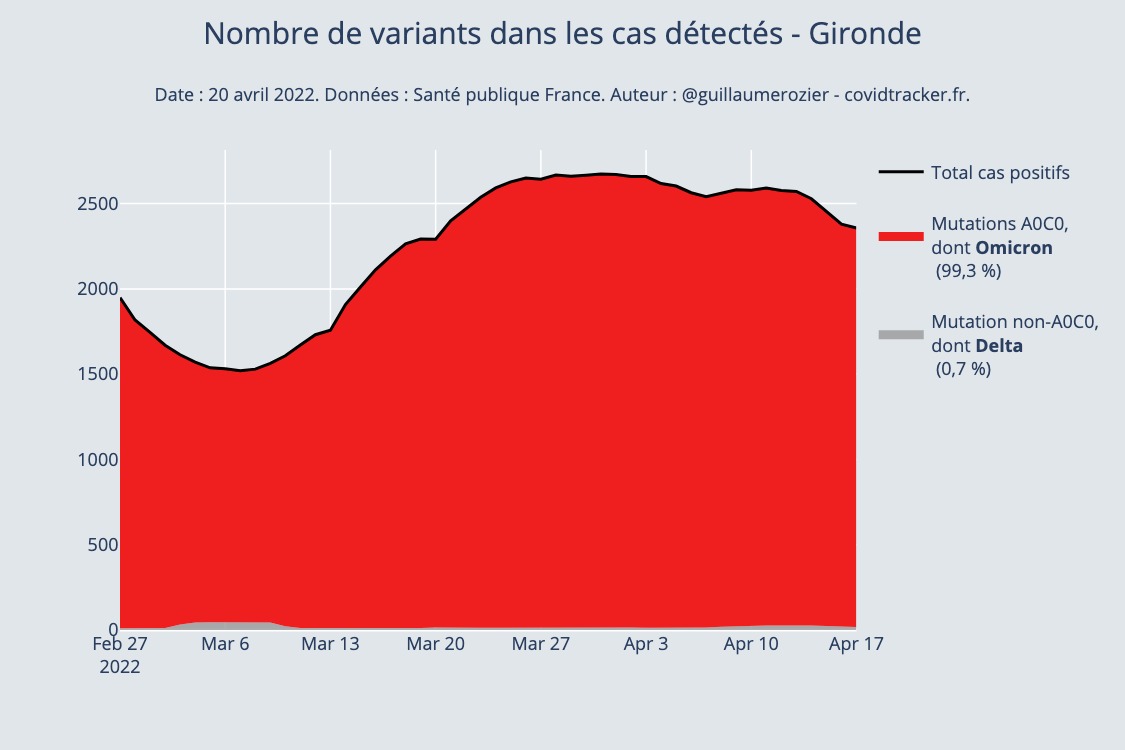 Nombre de variants dans les cas détectés - Gironde
Date : 20 avril 2022. Données : Santé publique France. Auteur : @guillaumerozier - covidtracker.fr.
Total cas positifs
Mutations A0C0,
dont Omicron
(99,3 %)
Mutation non-A0C0,
dont Delta
(0,7 %)
2500
2000
1500
1000
500
0
Feb 27 Mar 6 Mar 13 Mar 20 Mar 27 Apr 3 Apr 10 Apr 17
2022